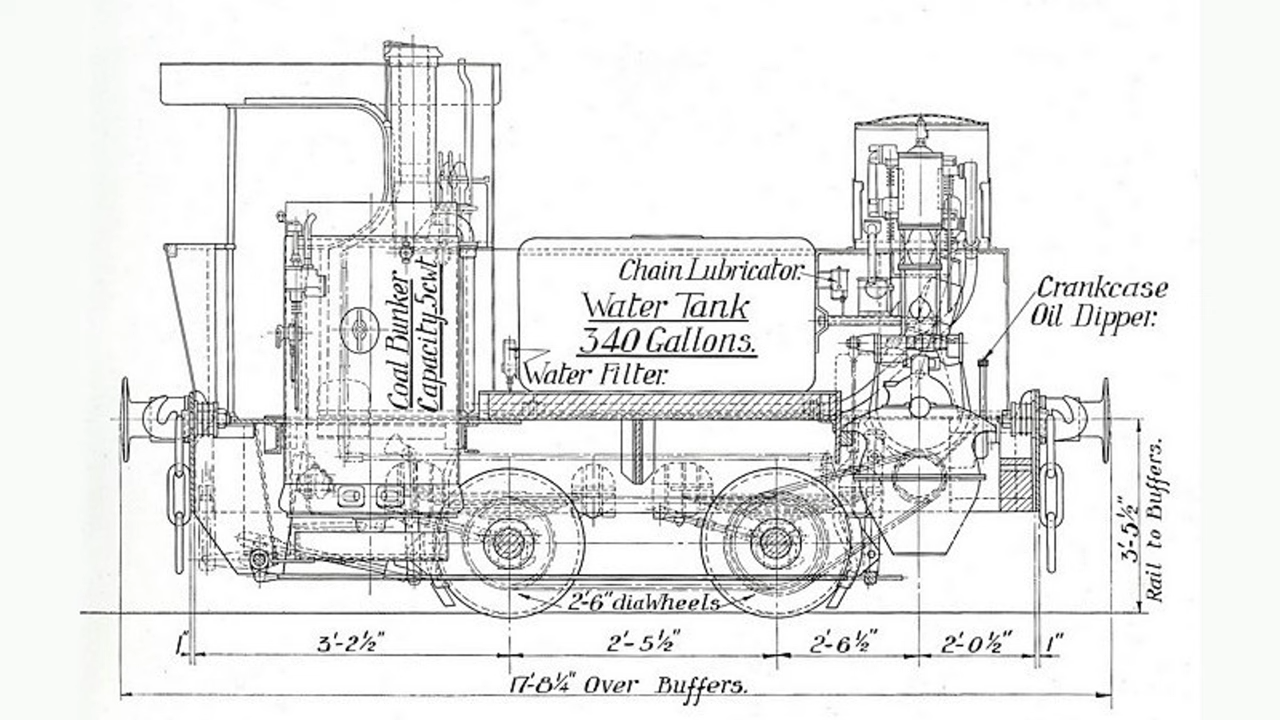 Chain Lubricator.
Water Tank
340 Gallons.
Water Filter.
Coal Bunker
Capacity.5cwt
Crankcase
Oil Dipper.
3'-5½"
Rail to Buffers.
2'-6" dia Wheels
1" 3'-2½" 2'-5½" 2'-6½" 2'-0½" 1"
17'-8¼" Over Buffers.